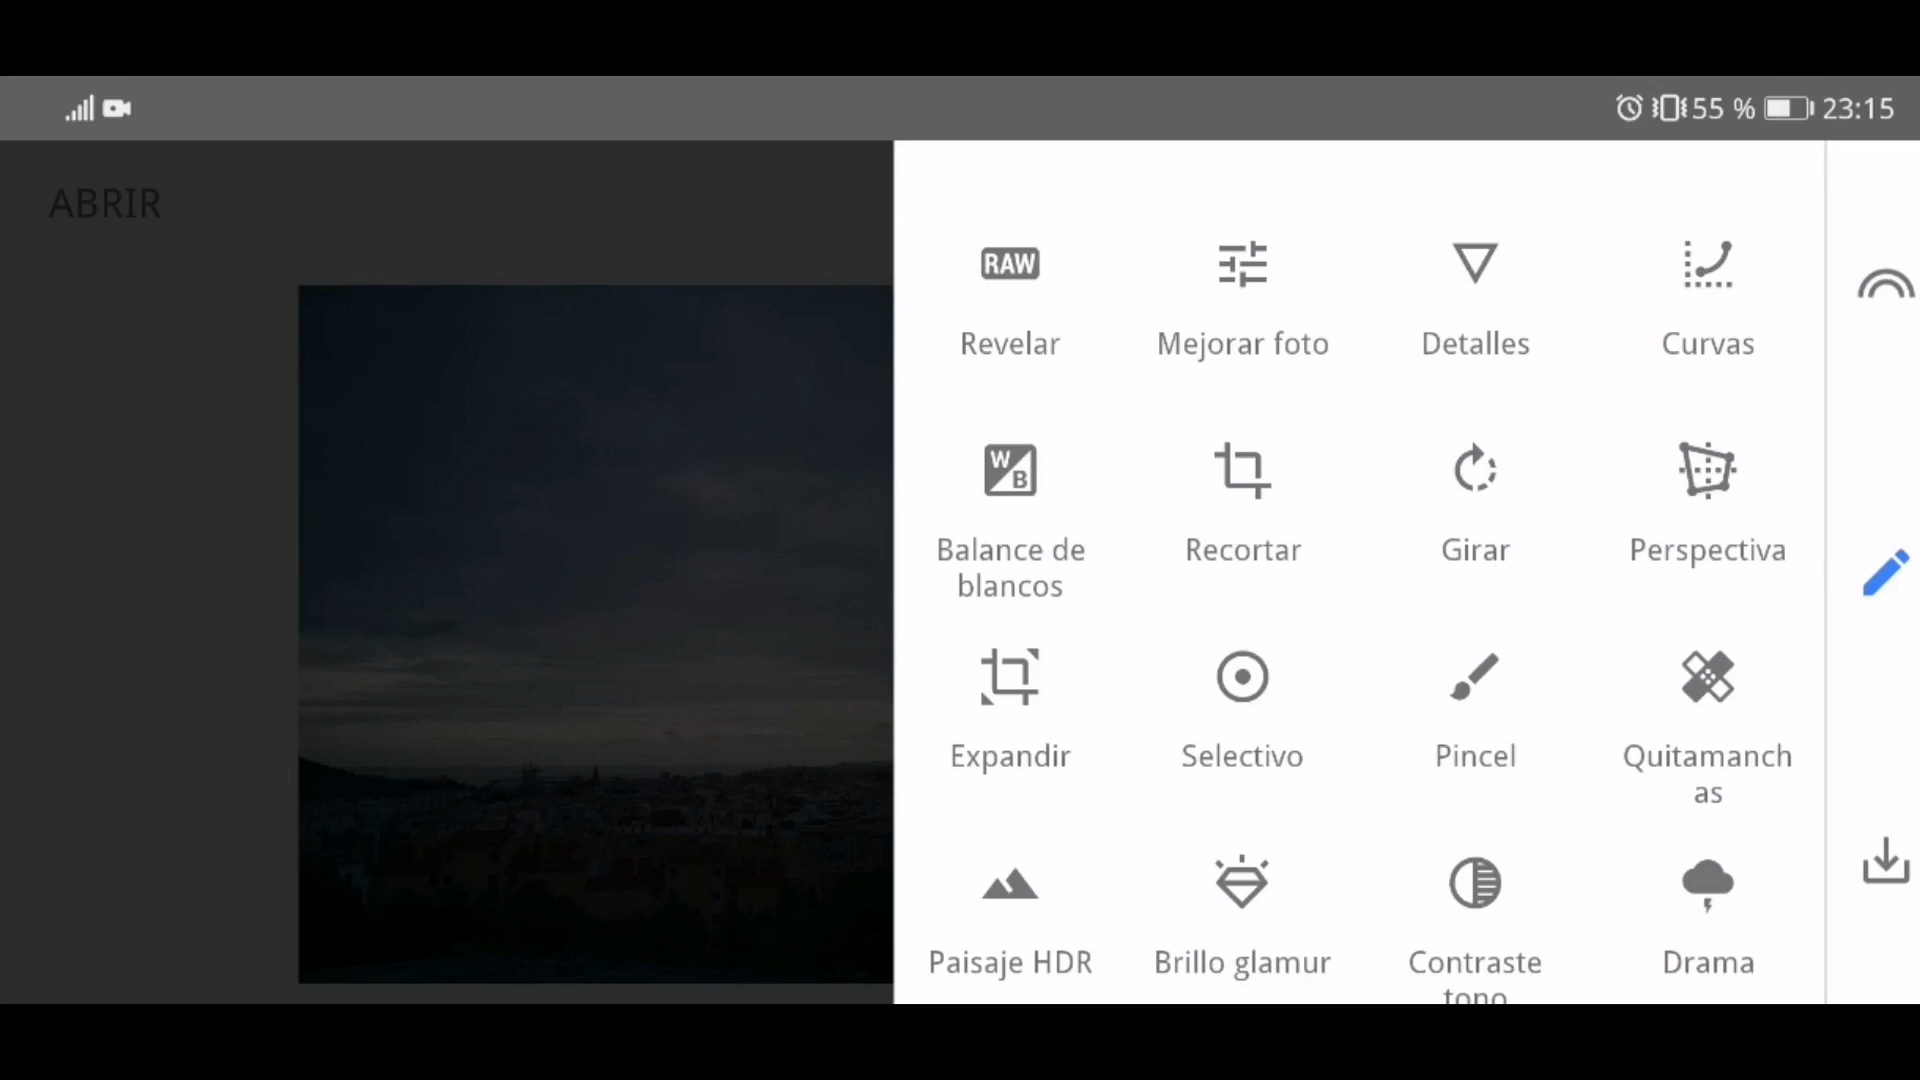 55 % 23:15
ABRIR
RAW
Revelar
Mejorar foto
Detalles
Curvas
W
B
Balance de
blancos
Recortar
Girar
Perspectiva
Expandir
Selectivo
Pincel
Quitamanch
as
Paisaje HDR
Brillo glamur
Contraste
tono
Drama